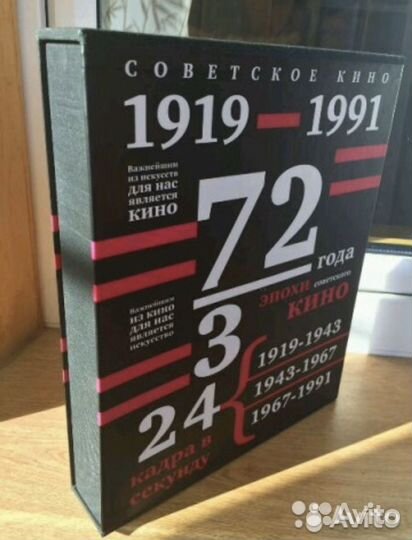 СОВЕТСКОЕ КИНО
1919 — 1991
Важнейшим
из искусств
для нас
является
КИНО
72
года
3
эпохи советского
КИНО
Важнейшим
из кино
для нас
является
искусство
24
1919-1943
1943-1967
1967-1991
кадра в
секунду
Avito